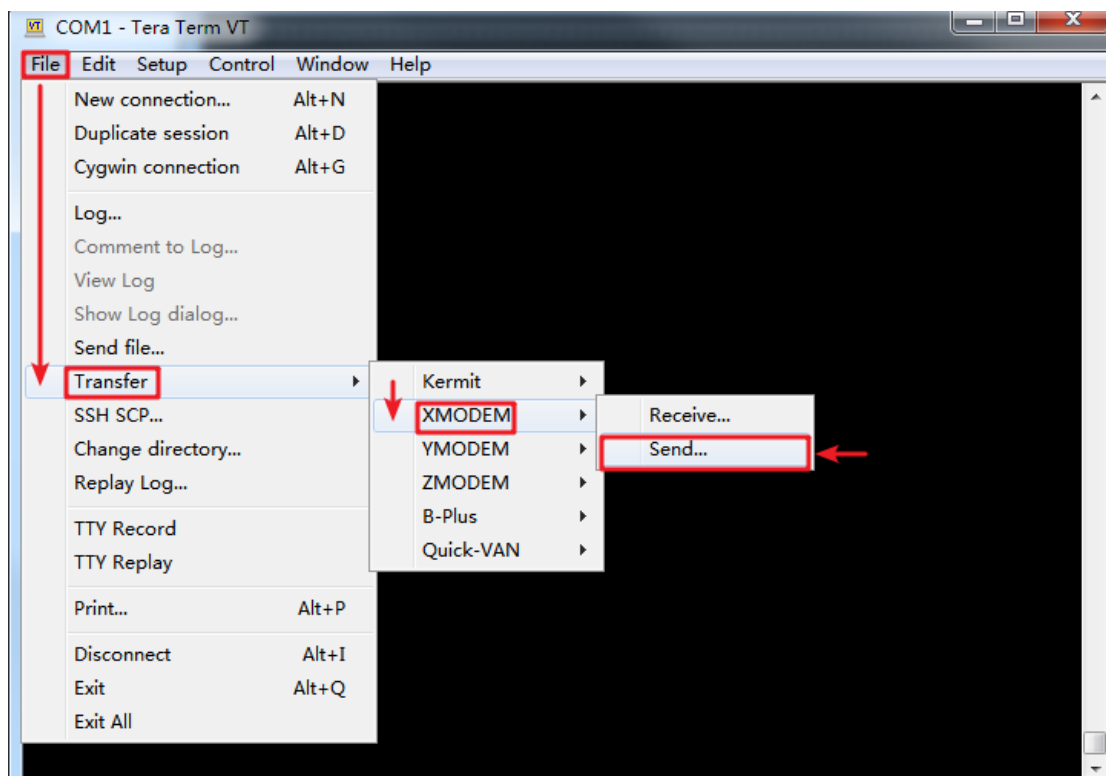 COM1 - Tera Term VT
File Edit Setup Control Window Help
New connection... Alt+N
Duplicate session Alt+D
Cygwin connection Alt+G
Log...
Comment to Log...
View Log
Show Log dialog...
Send file...
Transfer
SSH SCP...
Change directory...
Replay Log...
TTY Record
TTY Replay
Print... Alt+P
Disconnect Alt+I
Exit Alt+Q
Exit All
Kermit
XMODEM
YMODEM
ZMODEM
B-Plus
Quick-VAN
Receive...
Send...